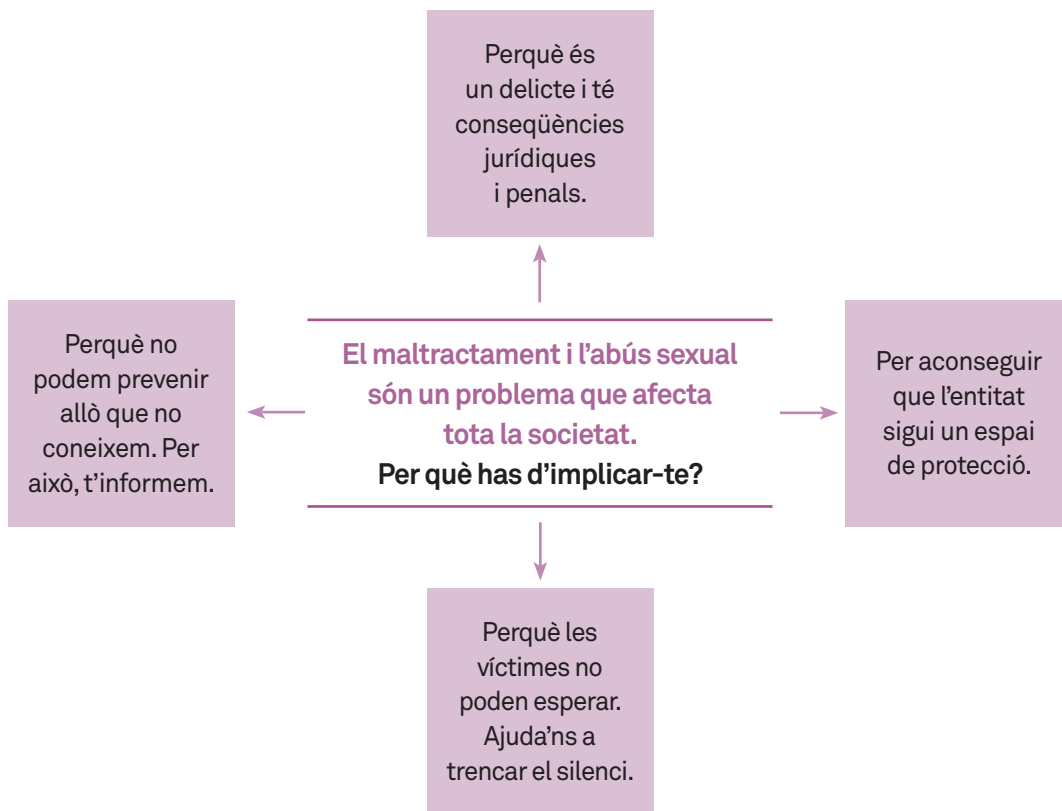 Perquè és
un delicte i té
conseqüències
jurídiques
i penals.
Perquè no
podem prevenir
allò que no
coneixem. Per
això, t’informem.
El maltractament i l’abús sexual
són un problema que afecta
tota la societat.
Per què has d’implicar-te?
Per aconseguir
que l’entitat
sigui un espai
de protecció.
Perquè les
víctimes no
poden esperar.
Ajuda’ns a
trencar el silenci.